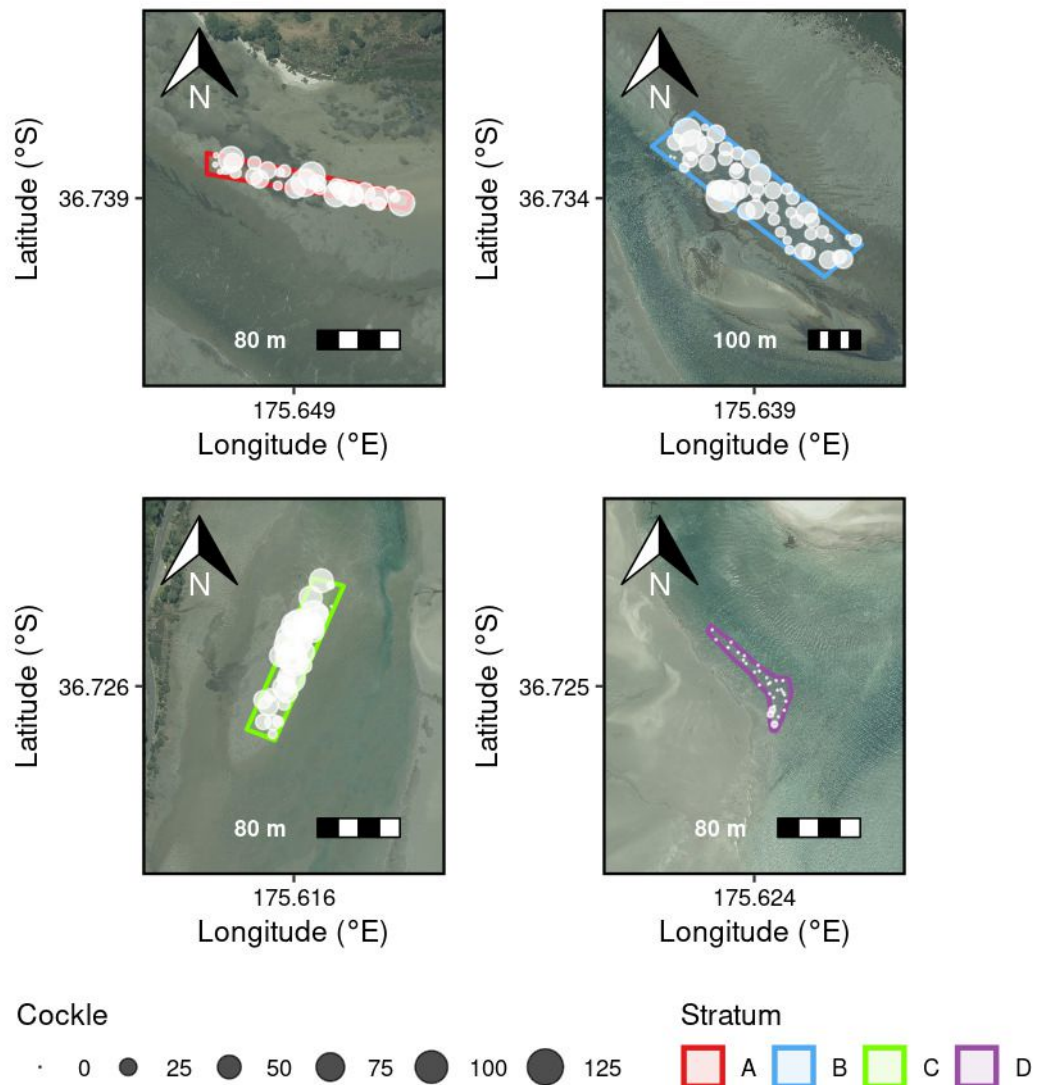 N
N
Latitude (°S)
36.739
80 m
175.649
Longitude (°E)
Latitude (°S)
36.734
100 m
175.639
Longitude (°E)
N
N
Latitude (°S)
36.726
80 m
175.616
Longitude (°E)
Latitude (°S)
36.725
80 m
175.624
Longitude (°E)
Cockle
0 25 50 75 100 125
Stratum
A B C D